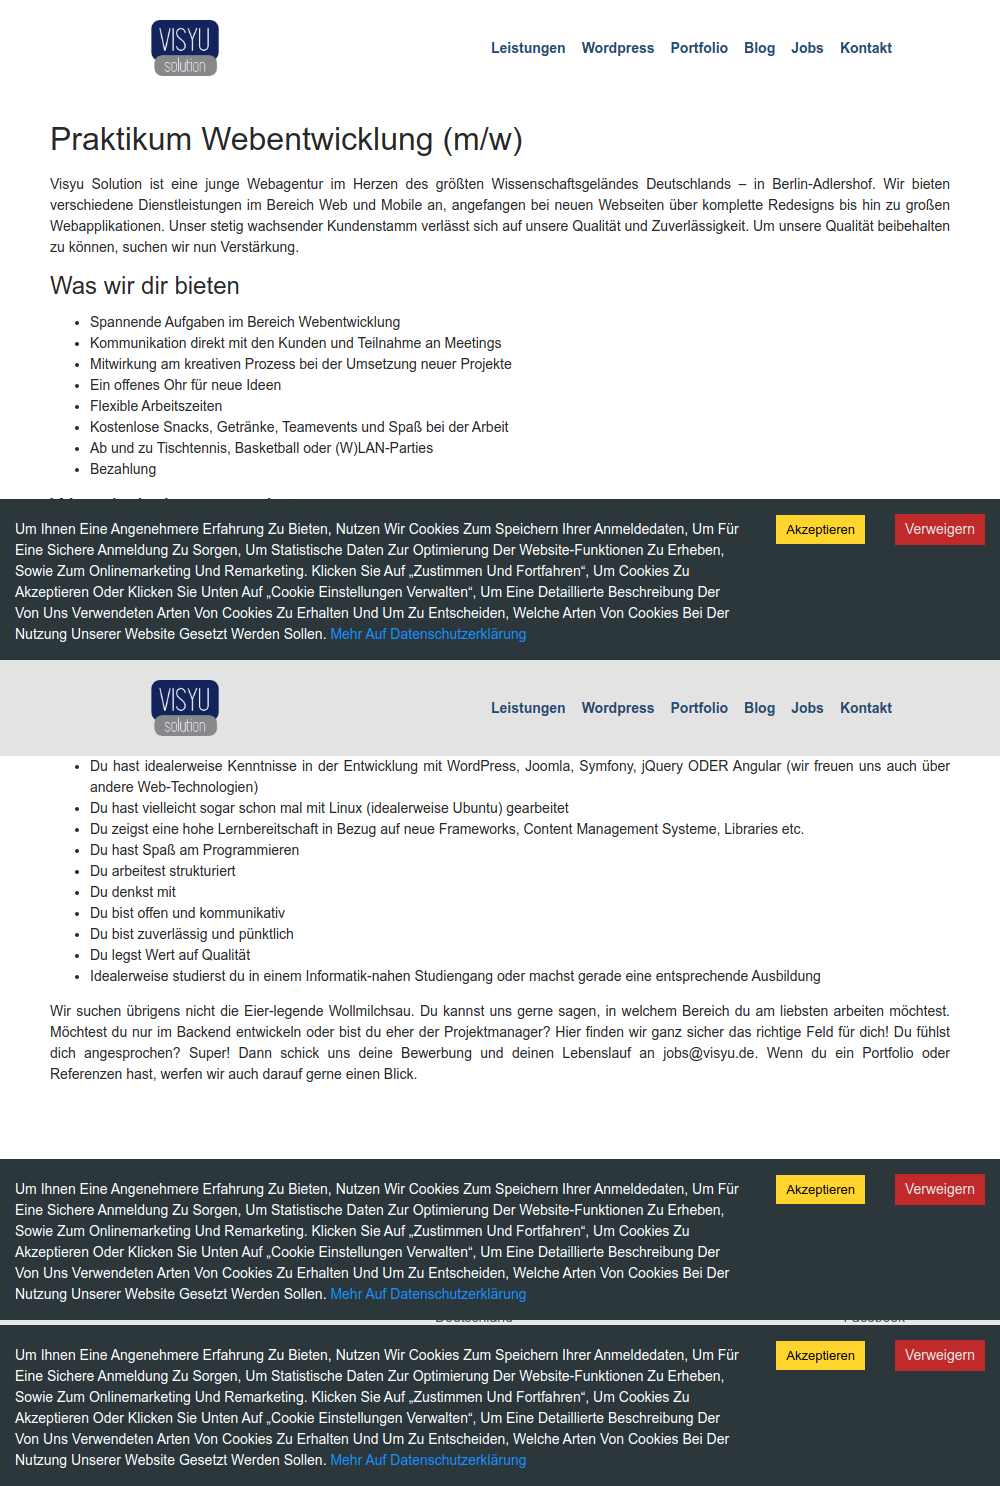 VISYU
solution
Leistungen Wordpress Portfolio Blog Jobs Kontakt
Praktikum Webentwicklung (m/w)
Visyu Solution ist eine junge Webagentur im Herzen des größten Wissenschaftsgeländes Deutschlands – in Berlin-Adlershof. Wir bieten
verschiedene Dienstleistungen im Bereich Web und Mobile an, angefangen bei neuen Webseiten über komplette Redesigns bis hin zu großen
Webapplikationen. Unser stetig wachsender Kundenstamm verlässt sich auf unsere Qualität und Zuverlässigkeit. Um unsere Qualität beibehalten
zu können, suchen wir nun Verstärkung.
Was wir dir bieten
• Spannende Aufgaben im Bereich Webentwicklung
• Kommunikation direkt mit den Kunden und Teilnahme an Meetings
• Mitwirkung am kreativen Prozess bei der Umsetzung neuer Projekte
• Ein offenes Ohr für neue Ideen
• Flexible Arbeitszeiten
• Kostenlose Snacks, Getränke, Teamevents und Spaß bei der Arbeit
• Ab und zu Tischtennis, Basketball oder (W)LAN-Parties
• Bezahlung
Um Ihnen Eine Angenehmere Erfahrung Zu Bieten, Nutzen Wir Cookies Zum Speichern Ihrer Anmeldedaten, Um Für
Eine Sichere Anmeldung Zu Sorgen, Um Statistische Daten Zur Optimierung Der Website-Funktionen Zu Erheben,
Sowie Zum Onlinemarketing Und Remarketing. Klicken Sie Auf „Zustimmen Und Fortfahren“, Um Cookies Zu
Akzeptieren Oder Klicken Sie Unten Auf „Cookie Einstellungen Verwalten“, Um Eine Detaillierte Beschreibung Der
Von Uns Verwendeten Arten Von Cookies Zu Erhalten Und Um Zu Entscheiden, Welche Arten Von Cookies Bei Der
Nutzung Unserer Website Gesetzt Werden Sollen. Mehr Auf Datenschutzerklärung
Akzeptieren
Verweigern
VISYU
solution
Leistungen Wordpress Portfolio Blog Jobs Kontakt
• Du hast idealerweise Kenntnisse in der Entwicklung mit WordPress, Joomla, Symfony, jQuery ODER Angular (wir freuen uns auch über
andere Web-Technologien)
• Du hast vielleicht sogar schon mal mit Linux (idealerweise Ubuntu) gearbeitet
• Du zeigst eine hohe Lernbereitschaft in Bezug auf neue Frameworks, Content Management Systeme, Libraries etc.
• Du hast Spaß am Programmieren
• Du arbeitest strukturiert
• Du denkst mit
• Du bist offen und kommunikativ
• Du bist zuverlässig und pünktlich
• Du legst Wert auf Qualität
• Idealerweise studierst du in einem Informatik-nahen Studiengang oder machst gerade eine entsprechende Ausbildung
Wir suchen übrigens nicht die Eier-legende Wollmilchsau. Du kannst uns gerne sagen, in welchem Bereich du am liebsten arbeiten möchtest.
Möchtest du nur im Backend entwickeln oder bist du eher der Projektmanager? Hier finden wir ganz sicher das richtige Feld für dich! Du fühlst
dich angesprochen? Super! Dann schick uns deine Bewerbung und deinen Lebenslauf an jobs@visyu.de. Wenn du ein Portfolio oder
Referenzen hast, werfen wir auch darauf gerne einen Blick.
Um Ihnen Eine Angenehmere Erfahrung Zu Bieten, Nutzen Wir Cookies Zum Speichern Ihrer Anmeldedaten, Um Für
Eine Sichere Anmeldung Zu Sorgen, Um Statistische Daten Zur Optimierung Der Website-Funktionen Zu Erheben,
Sowie Zum Onlinemarketing Und Remarketing. Klicken Sie Auf „Zustimmen Und Fortfahren“, Um Cookies Zu
Akzeptieren Oder Klicken Sie Unten Auf „Cookie Einstellungen Verwalten“, Um Eine Detaillierte Beschreibung Der
Von Uns Verwendeten Arten Von Cookies Zu Erhalten Und Um Zu Entscheiden, Welche Arten Von Cookies Bei Der
Nutzung Unserer Website Gesetzt Werden Sollen. Mehr Auf Datenschutzerklärung
Akzeptieren
Verweigern
Um Ihnen Eine Angenehmere Erfahrung Zu Bieten, Nutzen Wir Cookies Zum Speichern Ihrer Anmeldedaten, Um Für
Eine Sichere Anmeldung Zu Sorgen, Um Statistische Daten Zur Optimierung Der Website-Funktionen Zu Erheben,
Sowie Zum Onlinemarketing Und Remarketing. Klicken Sie Auf „Zustimmen Und Fortfahren“, Um Cookies Zu
Akzeptieren Oder Klicken Sie Unten Auf „Cookie Einstellungen Verwalten“, Um Eine Detaillierte Beschreibung Der
Von Uns Verwendeten Arten Von Cookies Zu Erhalten Und Um Zu Entscheiden, Welche Arten Von Cookies Bei Der
Nutzung Unserer Website Gesetzt Werden Sollen. Mehr Auf Datenschutzerklärung
Akzeptieren
Verweigern